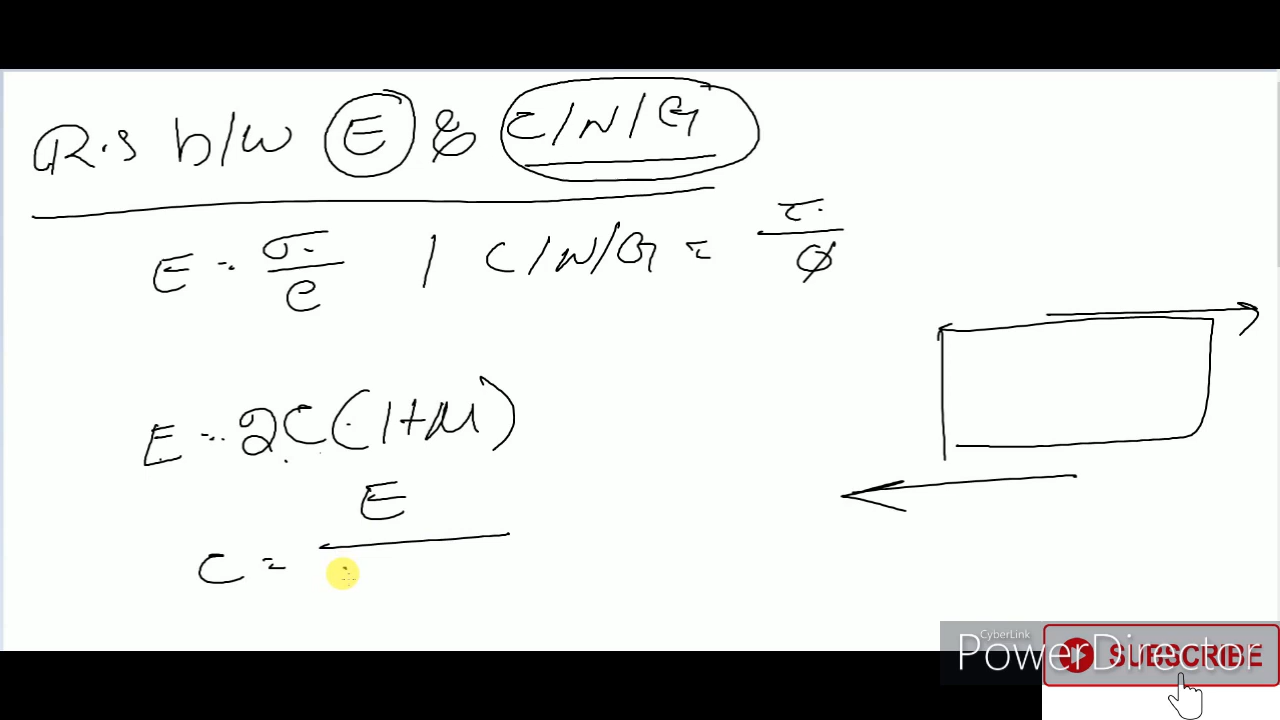 R.s b/w E & C/N/G
E = σ/e / C/N/G = τ/ϕ
E = 2C(1+μ)
C = E/
CyberLink
PowerDirector
SUBSCRIBE